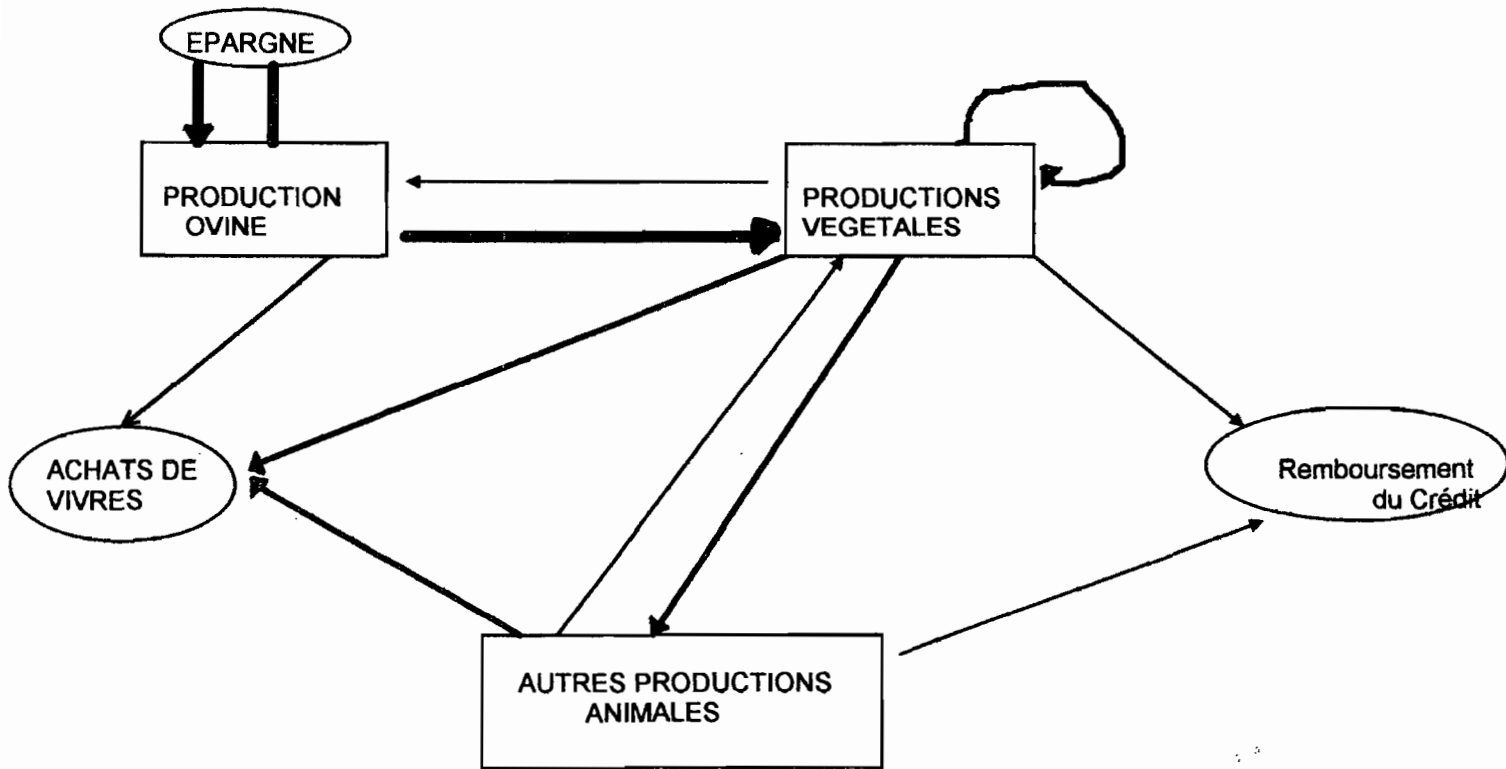 EPARGNE
PRODUCTION
OVINE
PRODUCTIONS
VEGETALES
ACHATS DE
VIVRES
Remboursement
du Crédit
AUTRES PRODUCTIONS
ANIMALES